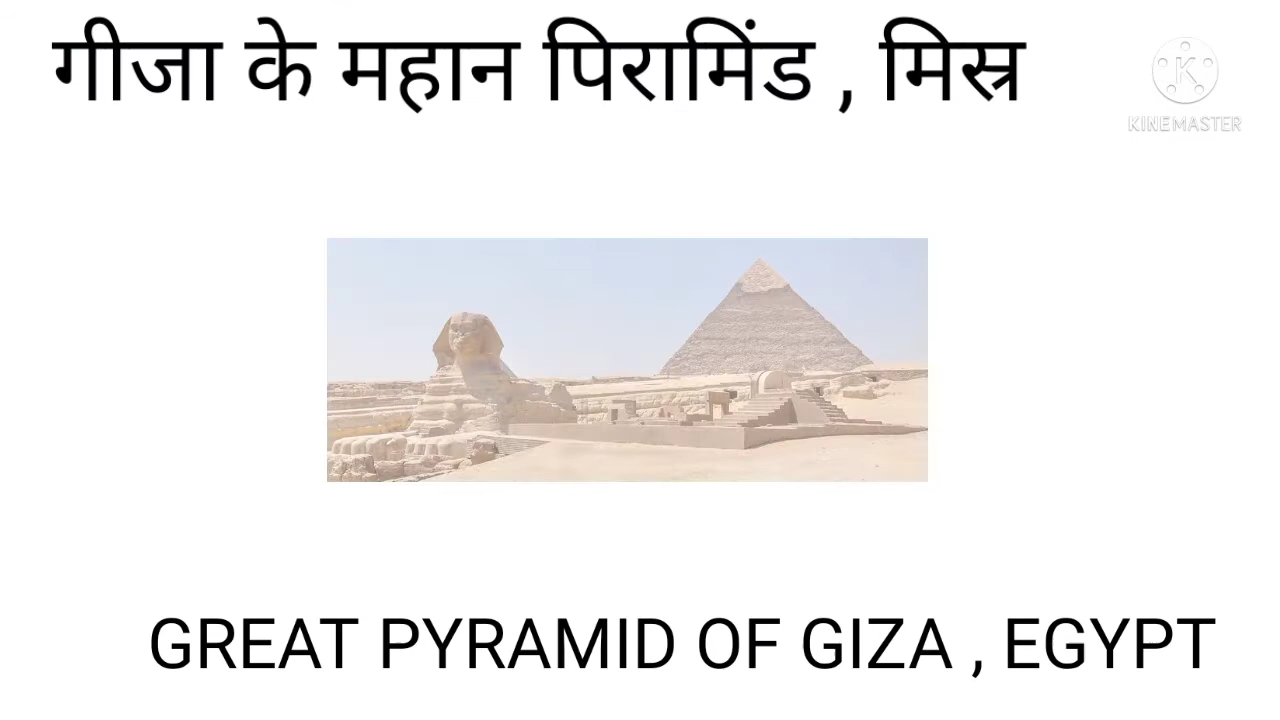 गीजा के महान पिरामिंड , मिस्र
KINEMASTER
GREAT PYRAMID OF GIZA , EGYPT